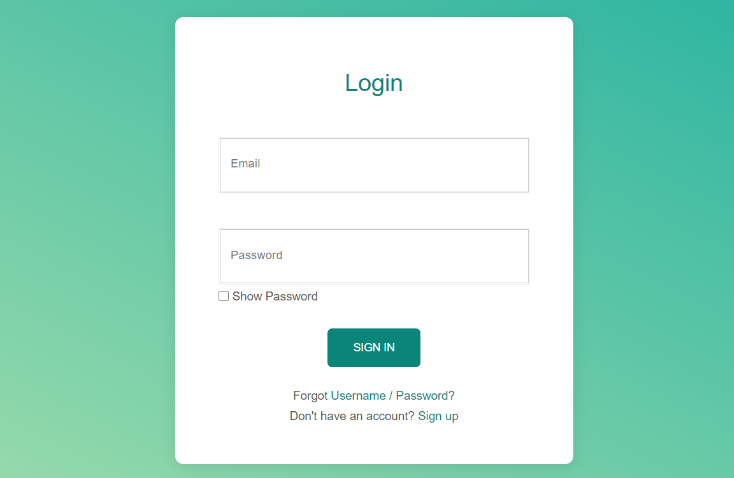 Login
Email
Password
Show Password
SIGN IN
Forgot Username / Password?
Don't have an account? Sign up